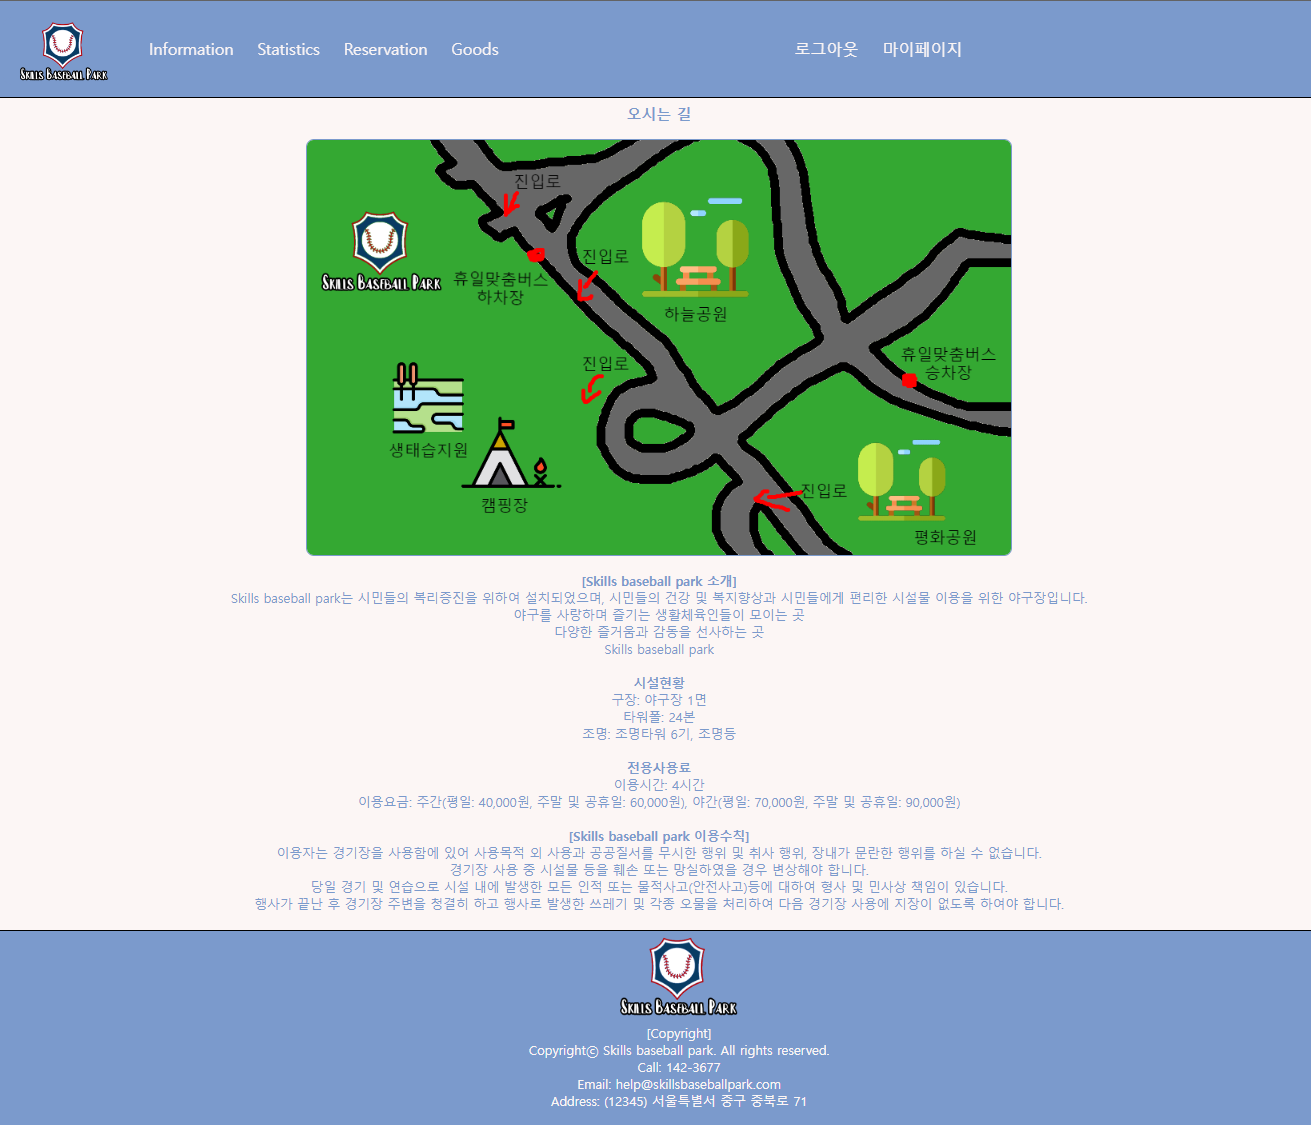 Skills Baseball Park
Information Statistics Reservation Goods
로그아웃 마이페이지
오시는 길
진입로
Skills Baseball Park
휴일맞춤버스
하차장
진입로
하늘공원
진입로
휴일맞춤버스
승차장
생태습지원
캠핑장
진입로
평화공원
[Skills baseball park 소개]
Skills baseball park는 시민들의 복리증진을 위하여 설치되었으며, 시민들의 건강 및 복지향상과 시민들에게 편리한 시설물 이용을 위한 야구장입니다.
야구를 사랑하며 즐기는 생활체육인들이 모이는 곳
다양한 즐거움과 감동을 선사하는 곳
Skills baseball park
시설현황
구장: 야구장 1면
타워폴: 24본
조명: 조명타워 6기, 조명등
전용사용료
이용시간: 4시간
이용요금: 주간(평일: 40,000원, 주말 및 공휴일: 60,000원), 야간(평일: 70,000원, 주말 및 공휴일: 90,000원)
[Skills baseball park 이용수칙]
이용자는 경기장을 사용함에 있어 사용목적 외 사용과 공공질서를 무시한 행위 및 취사 행위, 장내가 문란한 행위를 하실 수 없습니다.
경기장 사용 중 시설물 등을 훼손 또는 망실하였을 경우 변상해야 합니다.
당일 경기 및 연습으로 시설 내에 발생한 모든 인적 또는 물적사고(안전사고)등에 대하여 형사 및 민사상 책임이 있습니다.
행사가 끝난 후 경기장 주변을 청결히 하고 행사로 발생한 쓰레기 및 각종 오물을 처리하여 다음 경기장 사용에 지장이 없도록 하여야 합니다.
Skills Baseball Park
[Copyright]
Copyrightⓒ Skills baseball park. All rights reserved.
Call: 142-3677
Email: help@skillsbaseballpark.com
Address: (12345) 서울특별서 중구 중북로 71